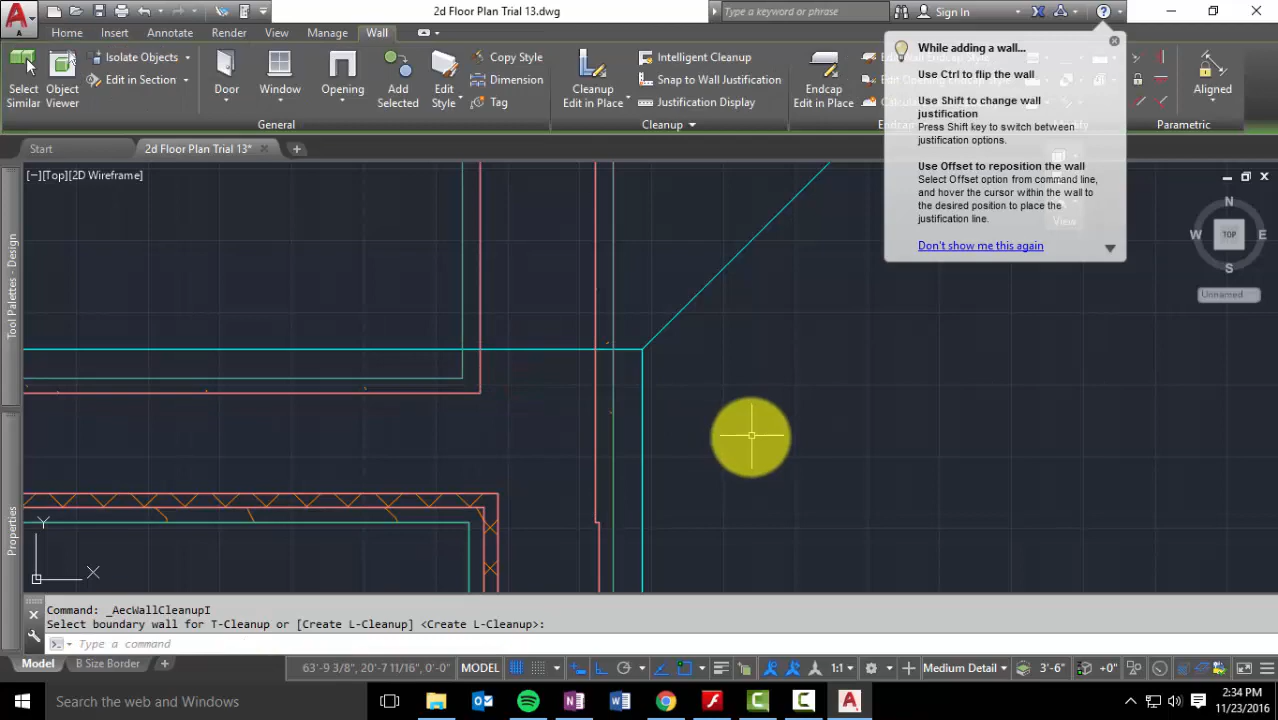 2d Floor Plan Trial 13.dwg
Type a keyword or phrase
Sign In
Home
Insert
Annotate
Render
View
Manage
Wall
Select
Similar
Object
Viewer
Isolate Objects
Edit in Section
Door
Window
Opening
Add
Selected
Edit
Style
Copy Style
Dimension
Tag
General
Cleanup
Edit in Place
Intelligent Cleanup
Snap to Wall Justification
Justification Display
Cleanup
Endcap
Edit in Place
Aligned
Parametric
While adding a wall...
Use Ctrl to flip the wall
Use Shift to change wall
justification
Press Shift key to switch between
justification options.
Use Offset to reposition the wall
Select Offset option from command line,
and hover the cursor within the wall to
the desired position to place the
justification line.
Don't show me this again
View
Start
2d Floor Plan Trial 13*
[−][Top][2D Wireframe]
N
W
TOP
E
S
Unnamed
Tool Palettes - Design
Properties
Y
X
Command: _AecWallCleanupI
Select boundary wall for T-Cleanup or [Create L-Cleanup] <Create L-Cleanup>:
Type a command
Model
B Size Border
63'-9 3/8", 20'-7 11/16", 0'-0"
MODEL
1:1
Medium Detail
3'-6"
+0"
Search the web and Windows
2:34 PM
11/23/2016